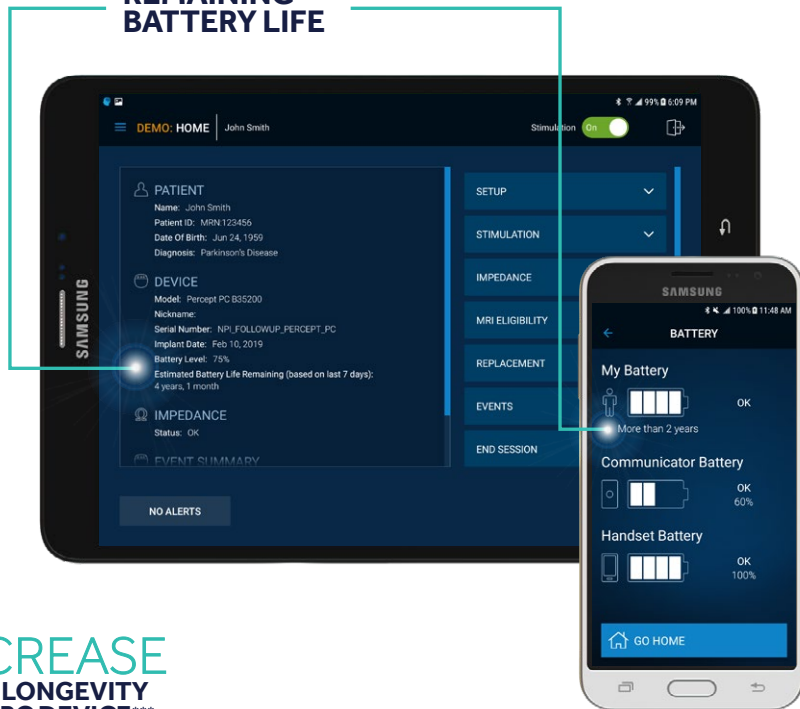 REMAINING
BATTERY LIFE
99% 6:09 PM
DEMO: HOME
John Smith
Stimulation On
PATIENT
Name: John Smith
Patient ID: MRN:123456
Date Of Birth: Jun 24, 1959
Diagnosis: Parkinson's Disease
DEVICE
Model: Percept PC B35200
Nickname:
Serial Number: NPI_FOLLOWUP_PERCEPT_PC
Implant Date: Feb 10, 2019
Battery Level: 75%
Estimated Battery Life Remaining (based on last 7 days):
4 years, 1 month
IMPEDANCE
Status: OK
EVENT SUMMARY
NO ALERTS
SETUP
STIMULATION
IMPEDANCE
MRI ELIGIBILITY
REPLACEMENT
EVENTS
END SESSION
SAMSUNG
SAMSUNG
100% 11:48 AM
BATTERY
My Battery
OK
More than 2 years
Communicator Battery
OK
60%
Handset Battery
OK
100%
GO HOME
CREASE
LONGEVITY
DEVICE***